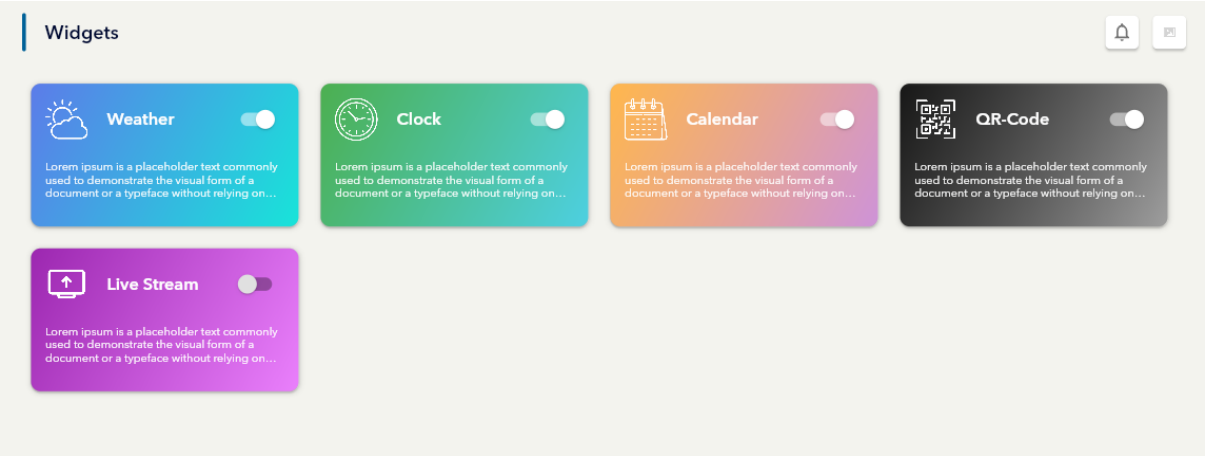 Widgets
Weather
Lorem ipsum is a placeholder text commonly
used to demonstrate the visual form of a
document or a typeface without relying on...
Clock
Lorem ipsum is a placeholder text commonly
used to demonstrate the visual form of a
document or a typeface without relying on...
Calendar
Lorem ipsum is a placeholder text commonly
used to demonstrate the visual form of a
document or a typeface without relying on...
QR-Code
Lorem ipsum is a placeholder text commonly
used to demonstrate the visual form of a
document or a typeface without relying on...
Live Stream
Lorem ipsum is a placeholder text commonly
used to demonstrate the visual form of a
document or a typeface without relying on...